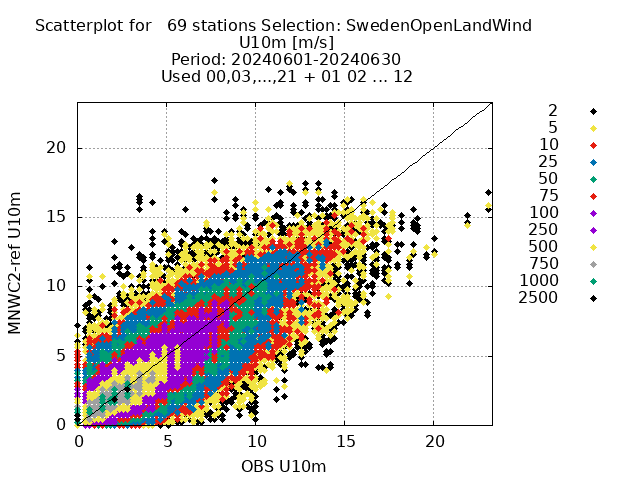 Scatterplot for   69 stations Selection: SwedenOpenLandWind
U10m [m/s]
Period: 20240601-20240630
Used 00,03,...,21 + 01 02 ... 12
MNWC2-ref U10m
20
15
10
5
0
0 5 10 15 20
OBS U10m
2
5
10
25
50
75
100
250
500
750
1000
2500